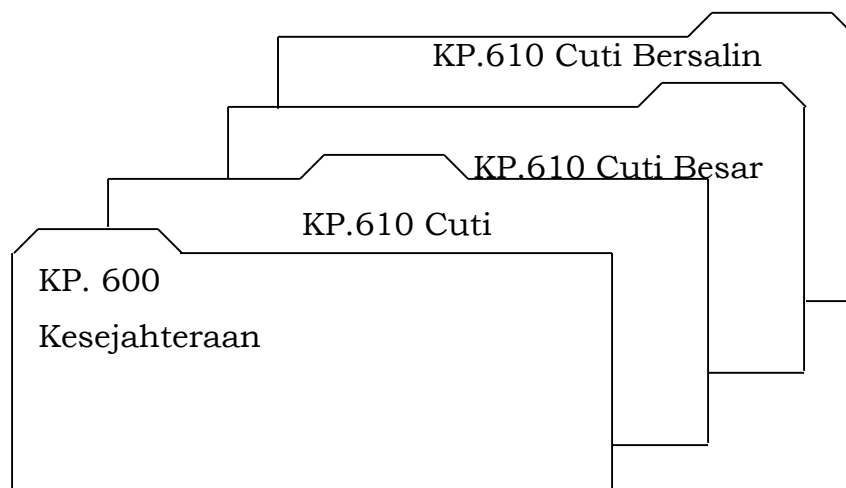 KP.610 Cuti Bersalin
KP.610 Cuti Besar
KP.610 Cuti
KP. 600
Kesejahteraan